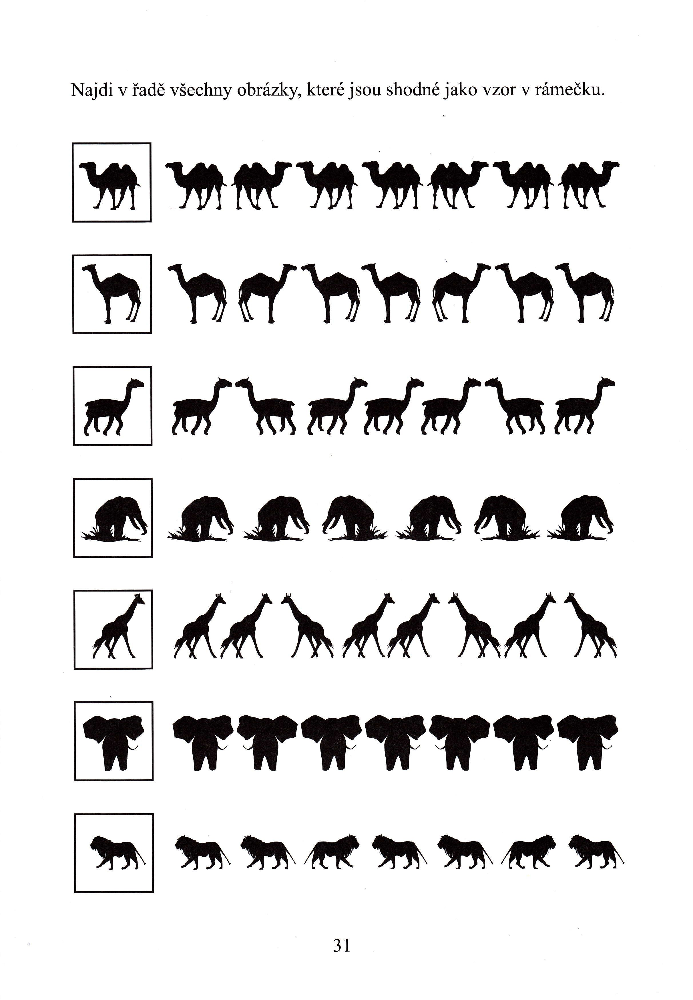 Najdi v řadě všechny obrázky, které jsou shodné jako vzor v rámečku.
31